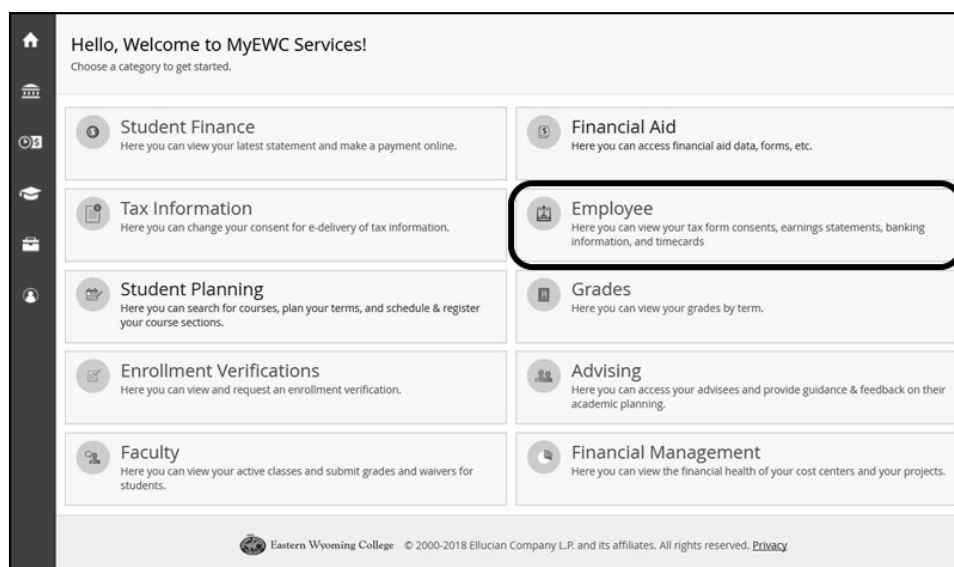 Hello, Welcome to MyEWC Services!
Choose a category to get started.
Student Finance
Here you can view your latest statement and make a payment online.
Financial Aid
Here you can access financial aid data, forms, etc.
Tax Information
Here you can change your consent for e-delivery of tax information.
Employee
Here you can view your tax form consents, earnings statements, banking
information, and timecards
Student Planning
Here you can search for courses, plan your terms, and schedule & register
your course sections.
Grades
Here you can view your grades by term.
Enrollment Verifications
Here you can view and request an enrollment verification.
Advising
Here you can access your advisees and provide guidance & feedback on their
academic planning.
Faculty
Here you can view your active classes and submit grades and waivers for
students.
Financial Management
Here you can view the financial health of your cost centers and your projects.
Eastern Wyoming College © 2000-2018 Ellucian Company L.P. and its affiliates. All rights reserved. Privacy